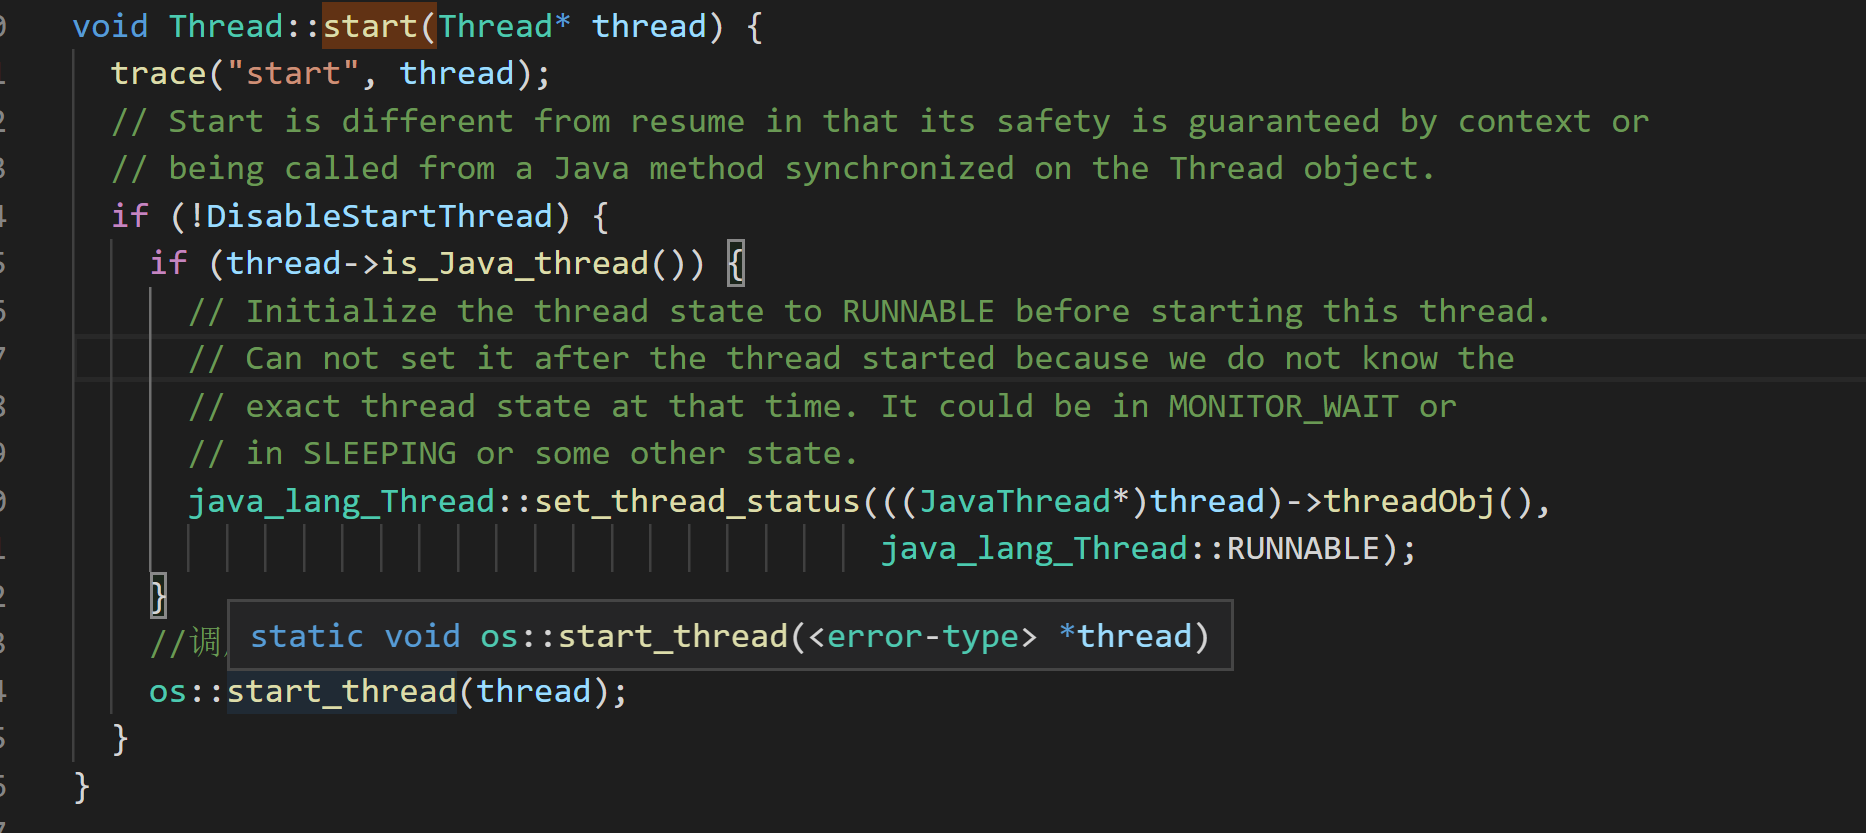 void Thread::start(Thread* thread) {
trace("start", thread);
// Start is different from resume in that its safety is guaranteed by context or
// being called from a Java method synchronized on the Thread object.
if (!DisableStartThread) {
if (thread->is_Java_thread()) {
// Initialize the thread state to RUNNABLE before starting this thread.
// Can not set it after the thread started because we do not know the
// exact thread state at that time. It could be in MONITOR_WAIT or
// in SLEEPING or some other state.
java_lang_Thread::set_thread_status(((JavaThread*)thread)->threadObj(),
java_lang_Thread::RUNNABLE);
}
//调
static void os::start_thread(<error-type> *thread)
os::start_thread(thread);
}
}